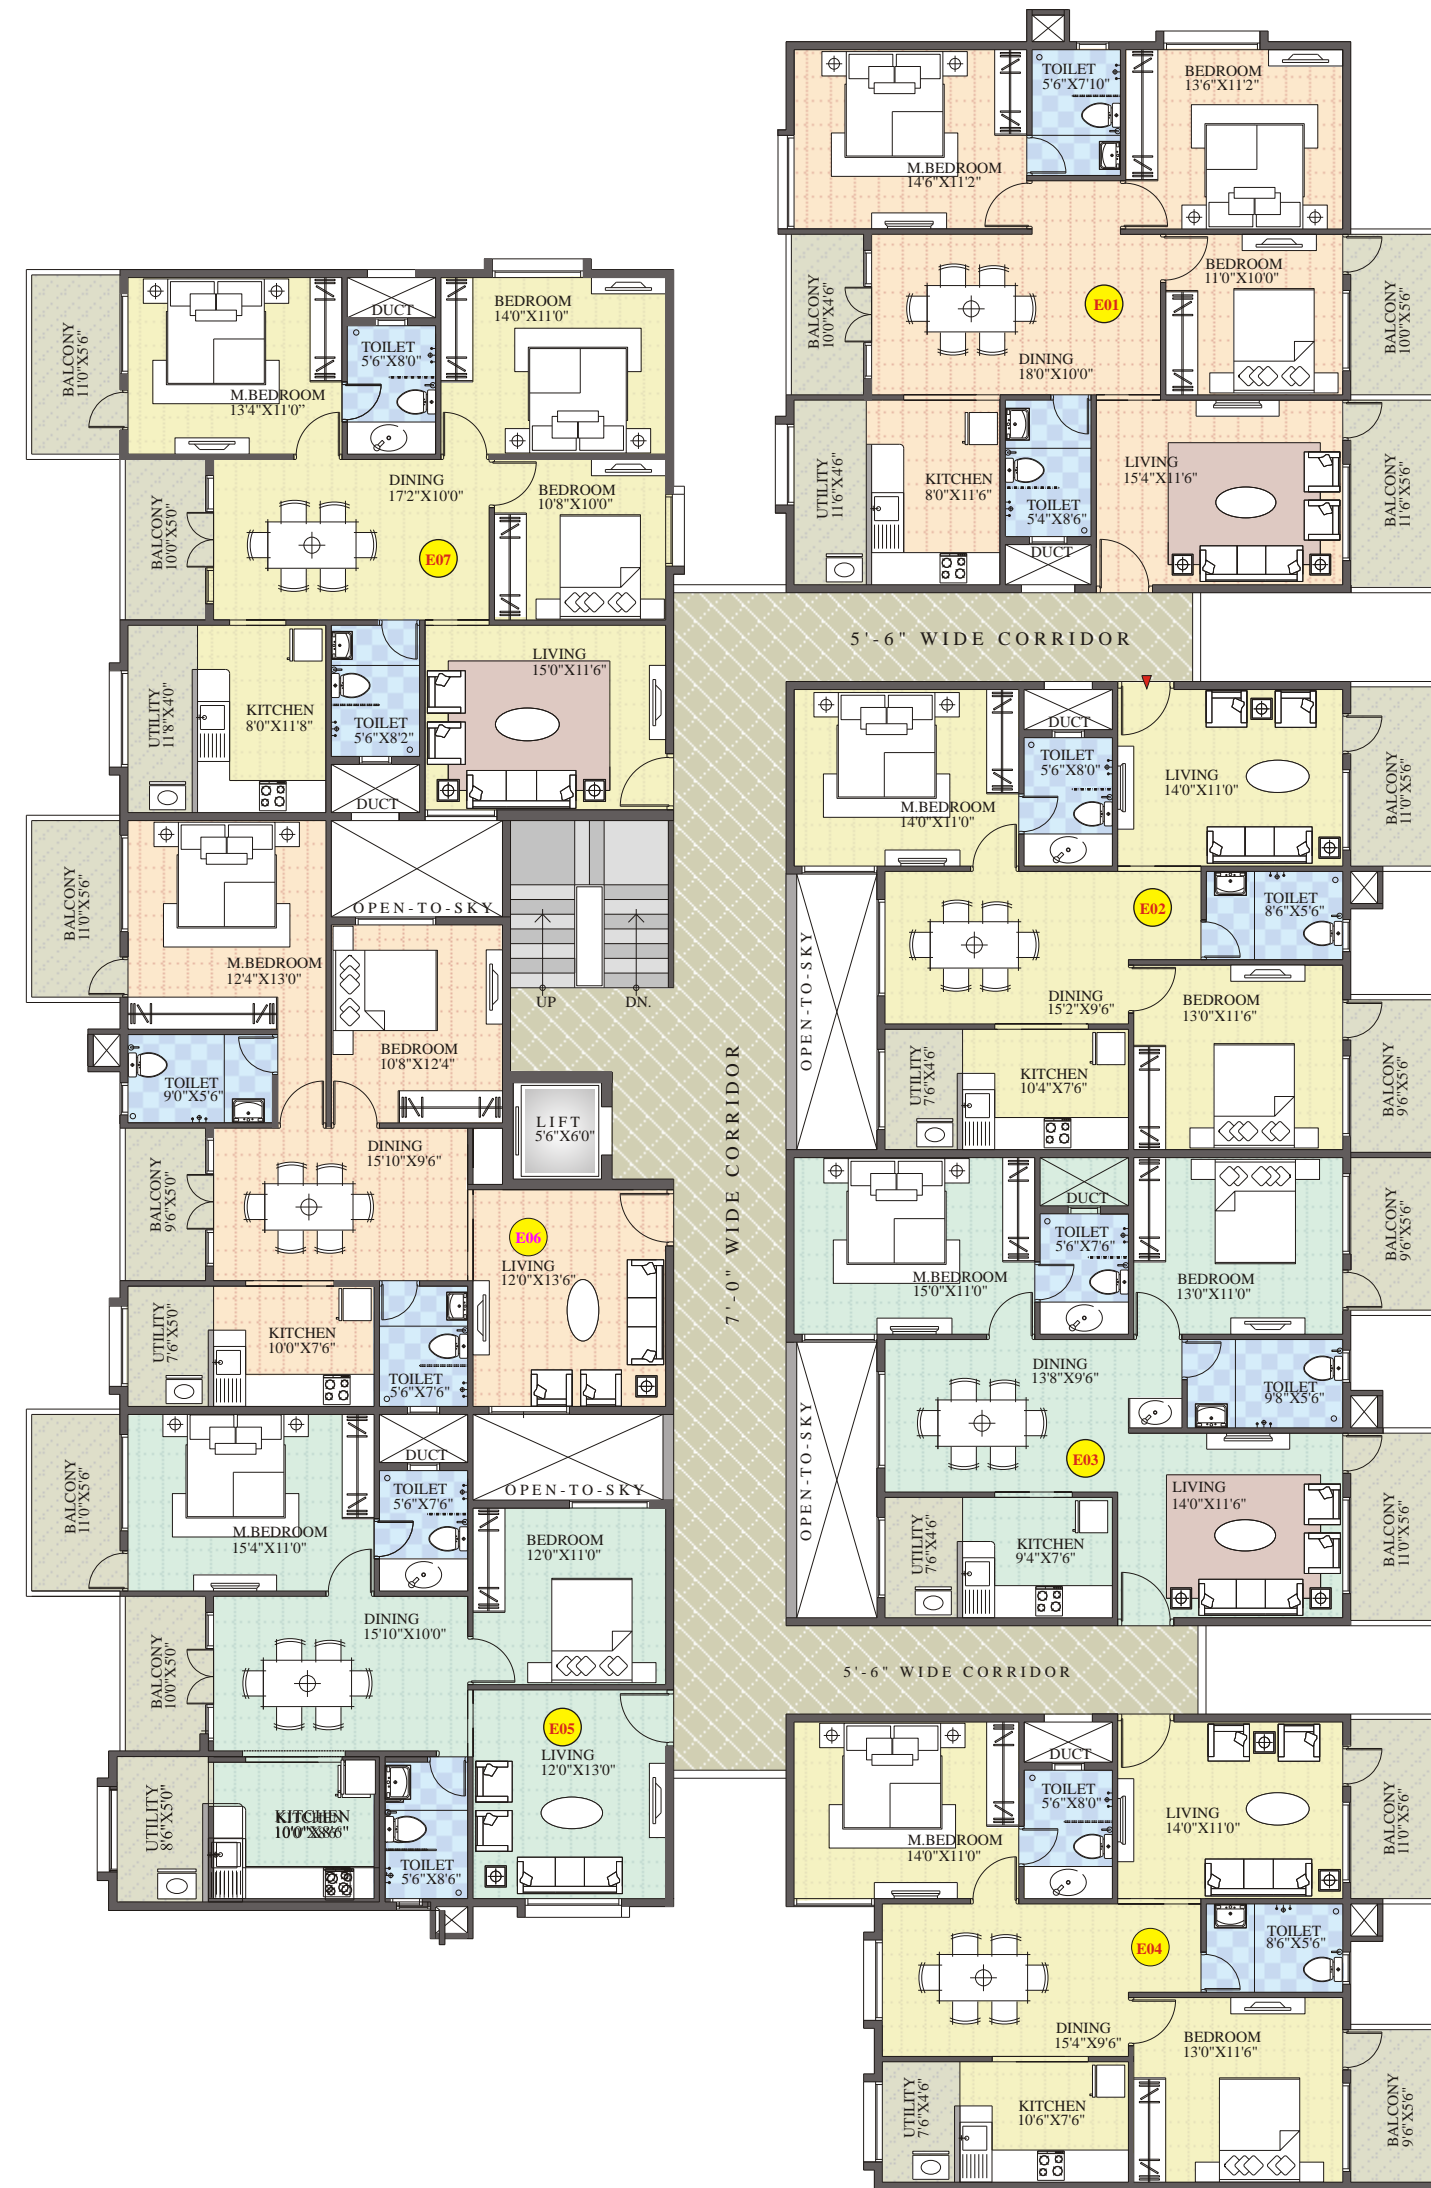 TOILET
5'6"X7'10"
BEDROOM
13'6"X11'2"
M.BEDROOM
14'6"X11'2"
BALCONY
10'0"X4'6"
E01
BEDROOM
11'0"X10'0"
BALCONY
10'0"X5'6"
DINING
18'0"X10'0"
UTILITY
11'6"X4'6"
KITCHEN
8'0"X11'6"
TOILET
5'4"X8'6"
DUCT
LIVING
15'4"X11'6"
BALCONY
11'6"X5'6"
BALCONY
11'0"X5'6"
M.BEDROOM
13'4"X11'0"
DUCT
TOILET
5'6"X8'0"
BEDROOM
14'0"X11'0"
BALCONY
10'0"X5'0"
DINING
17'2"X10'0"
E07
BEDROOM
10'8"X10'0"
UTILITY
11'8"X4'0"
KITCHEN
8'0"X11'8"
TOILET
5'6"X8'2"
DUCT
LIVING
15'0"X11'6"
5'-6" WIDE CORRIDOR
M.BEDROOM
14'0"X11'0"
DUCT
TOILET
5'6"X8'0"
LIVING
14'0"X11'0"
BALCONY
11'0"X5'6"
OPEN-TO-SKY
E02
TOILET
8'6"X5'6"
DINING
15'2"X9'6"
BEDROOM
13'0"X11'6"
BALCONY
9'6"X5'6"
UTILITY
7'6"X4'6"
KITCHEN
10'4"X7'6"
BALCONY
11'0"X5'6"
M.BEDROOM
12'4"X13'0"
OPEN-TO-SKY
UP
DN.
BEDROOM
10'8"X12'4"
TOILET
9'0"X5'6"
LIFT
5'6"X6'0"
7'-0" WIDE CORRIDOR
BALCONY
9'6"X5'0"
DINING
15'10"X9'6"
E06
LIVING
12'0"X13'6"
UTILITY
7'6"X5'0"
KITCHEN
10'0"X7'6"
TOILET
5'6"X7'6"
M.BEDROOM
15'0"X11'0"
DUCT
TOILET
5'6"X7'6"
BEDROOM
13'0"X11'0"
BALCONY
9'6"X5'6"
OPEN-TO-SKY
DINING
13'8"X9'6"
TOILET
9'8"X5'6"
E03
LIVING
14'0"X11'6"
BALCONY
11'0"X5'6"
UTILITY
7'6"X4'6"
KITCHEN
9'4"X7'6"
BALCONY
11'0"X5'6"
M.BEDROOM
15'4"X11'0"
DUCT
TOILET
5'6"X7'6"
OPEN-TO-SKY
BEDROOM
12'0"X11'0"
BALCONY
10'0"X5'0"
DINING
15'10"X10'0"
E05
LIVING
12'0"X13'0"
UTILITY
8'6"X5'0"
KITCHEN
10'0"X8'6"
TOILET
5'6"X8'6"
5'-6" WIDE CORRIDOR
M.BEDROOM
14'0"X11'0"
DUCT
TOILET
5'6"X8'0"
LIVING
14'0"X11'0"
BALCONY
11'0"X5'6"
E04
TOILET
8'6"X5'6"
DINING
15'4"X9'6"
BEDROOM
13'0"X11'6"
BALCONY
9'6"X5'6"
UTILITY
7'6"X4'6"
KITCHEN
10'6"X7'6"